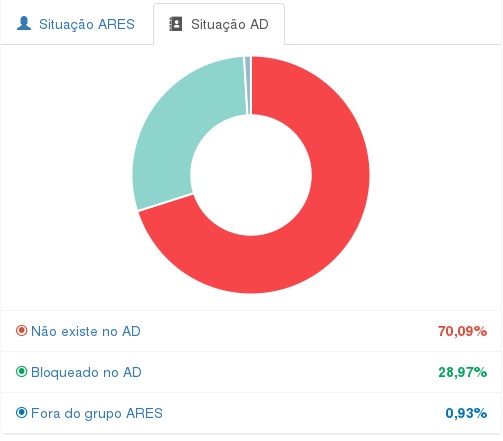 Situação ARES
Situação AD
Não existe no AD 70,09%
Bloqueado no AD 28,97%
Fora do grupo ARES 0,93%